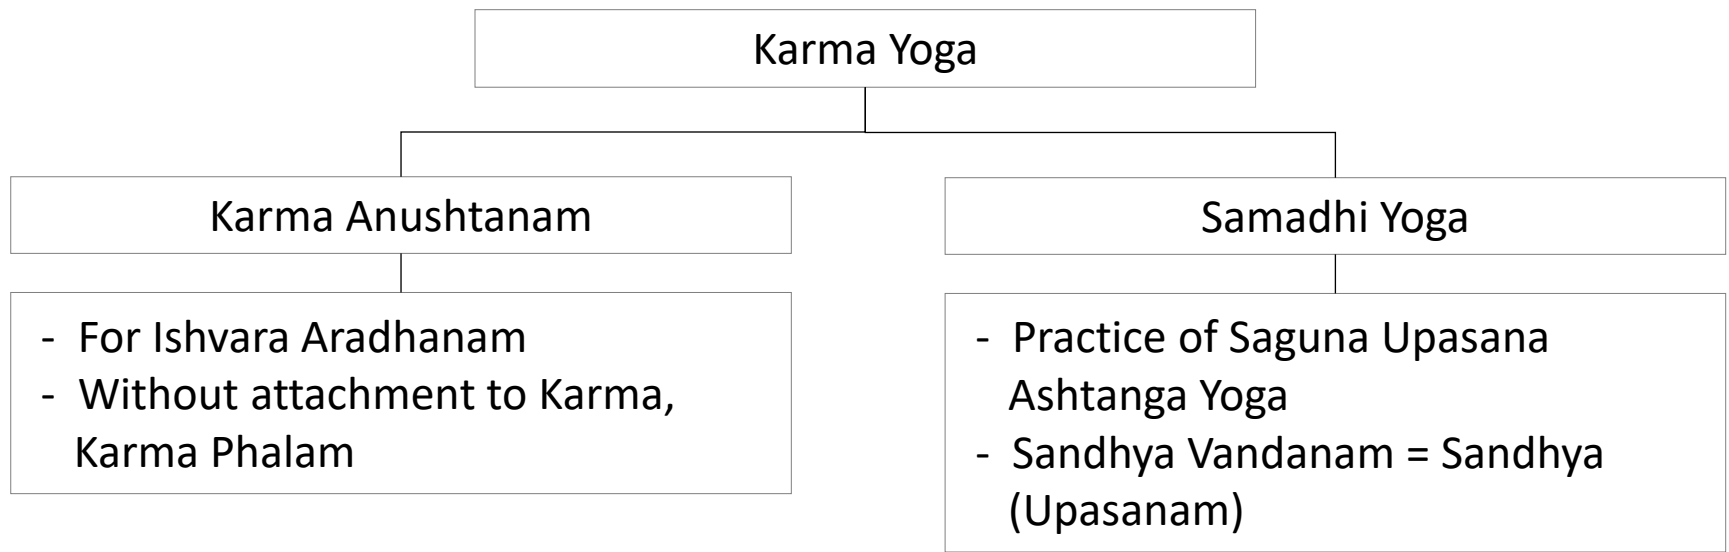 Karma Yoga
Karma Anushtanam
- For Ishvara Aradhanam
- Without attachment to Karma,
Karma Phalam
Samadhi Yoga
- Practice of Saguna Upasana
Ashtanga Yoga
- Sandhya Vandanam = Sandhya
(Upasanam)